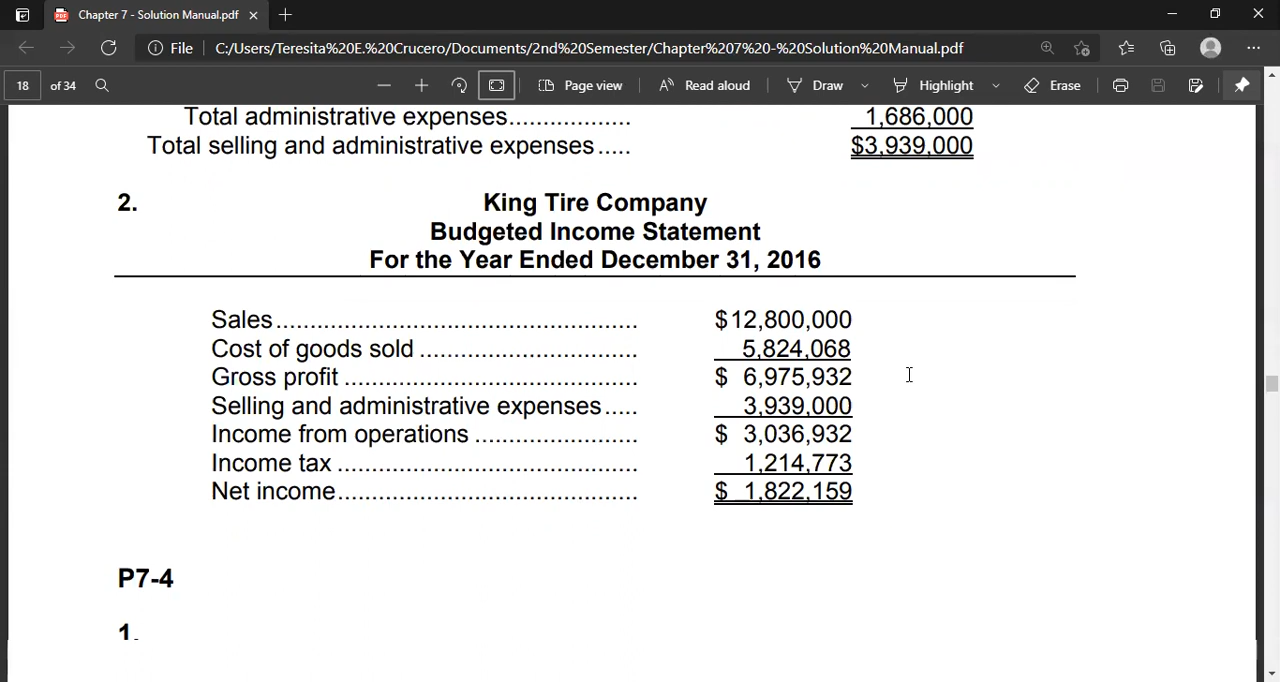 Chapter 7 - Solution Manual.pdf
File C:/Users/Teresita%20E.%20Crucero/Documents/2nd%20Semester/Chapter%207%20-%20Solution%20Manual.pdf
18 of 34 Page view Read aloud Draw Highlight Erase
Total administrative expenses.................. 1,686,000
Total selling and administrative expenses ..... $3,939,000
2. King Tire Company
Budgeted Income Statement
For the Year Ended December 31, 2016
Sales ...................................................... $12,800,000
Cost of goods sold ................................ 5,824,068
Gross profit ........................................... $ 6,975,932
Selling and administrative expenses ..... 3,939,000
Income from operations ........................ $ 3,036,932
Income tax ............................................ 1,214,773
Net income ............................................ $ 1,822,159
P7-4
1.